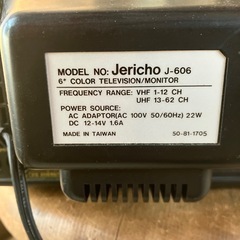 MODEL NO: Jericho J-606
6" COLOR TELEVISION/MONITOR
FREQUENCY RANGE: VHF 1-12 CH
UHF 13-62 CH
POWER SOURCE:
AC ADAPTOR(AC 100V 50/60Hz) 22W
DC 12-14V 1.6A
MADE IN TAIWAN 50-81-1705